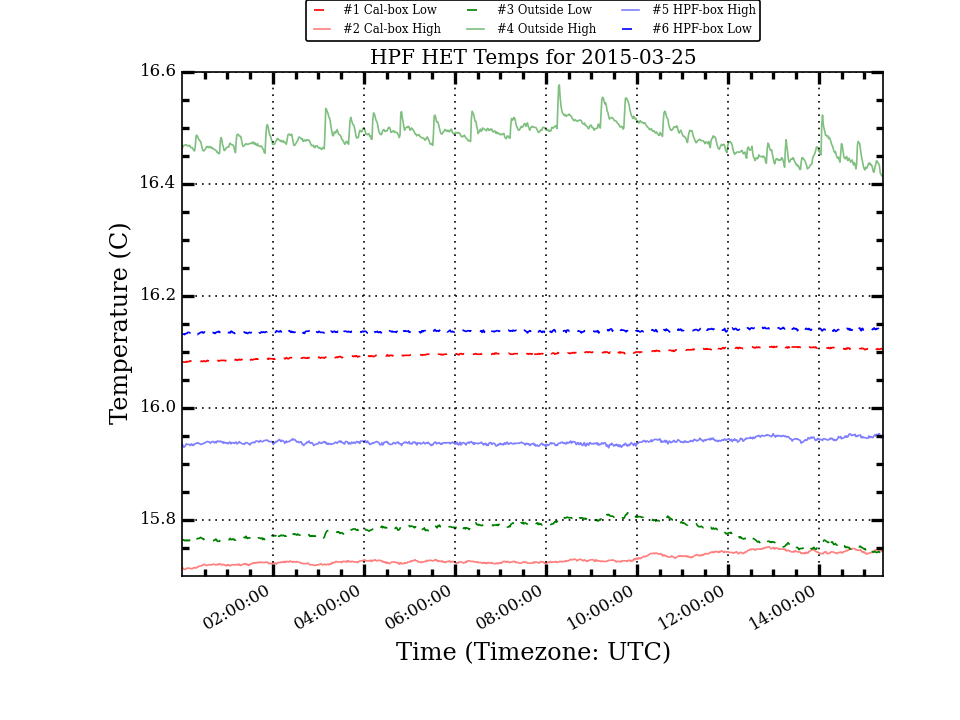 #1 Cal-box Low #3 Outside Low #5 HPF-box High
#2 Cal-box High #4 Outside High #6 HPF-box Low
HPF HET Temps for 2015-03-25
16.6
16.4
16.2
16.0
15.8
Temperature (C)
02:00:00 04:00:00 06:00:00 08:00:00 10:00:00 12:00:00 14:00:00
Time (Timezone: UTC)